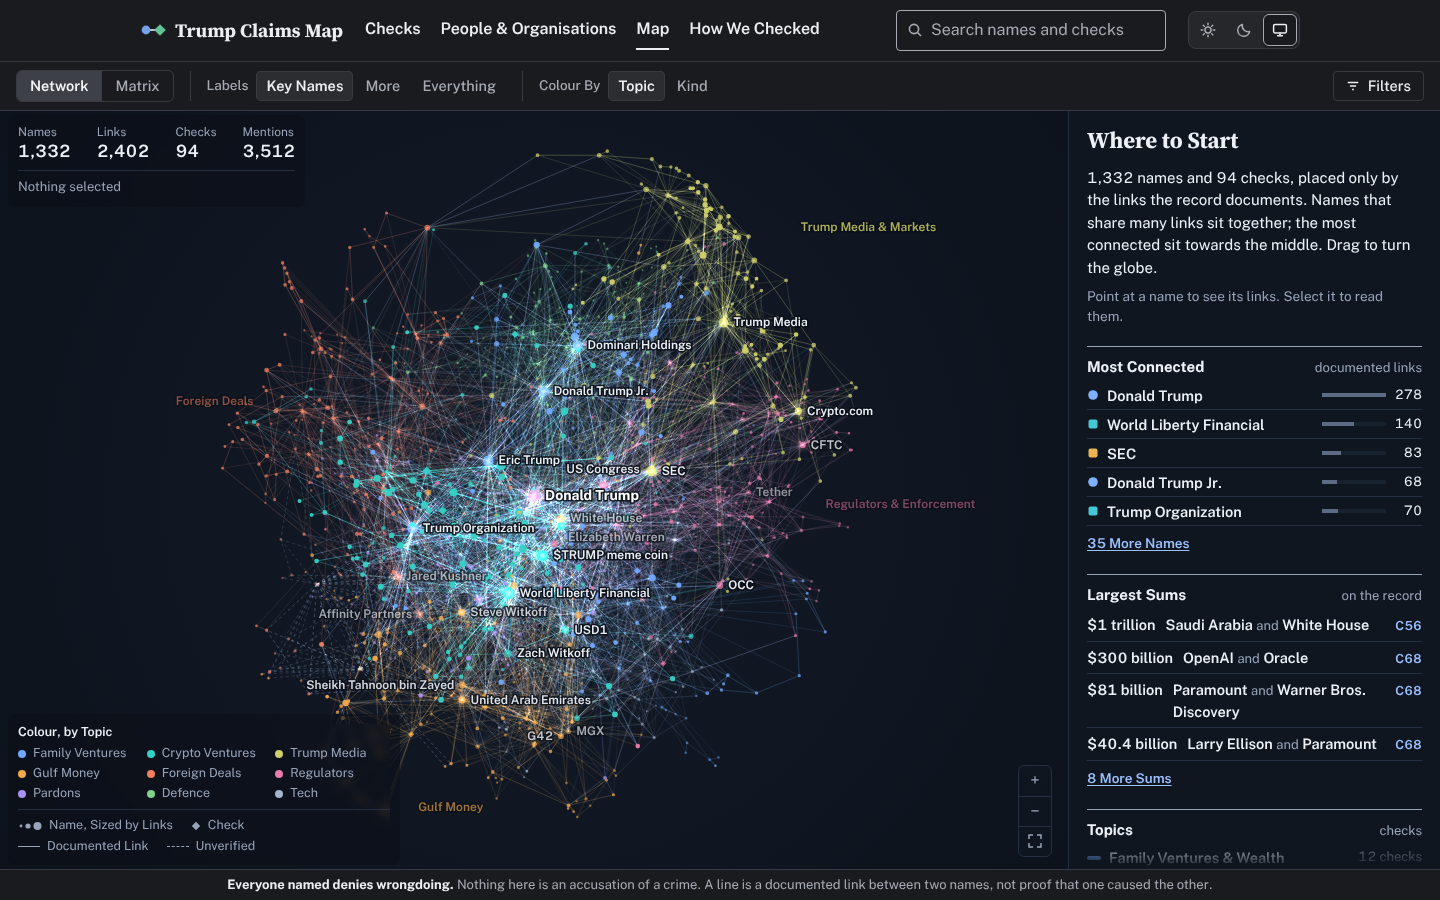 Trump Claims Map
Checks
People & Organisations
Map
How We Checked
Search names and checks
Network
Matrix
Labels
Key Names
More
Everything
Colour By
Topic
Kind
Filters
Names
Links
Checks
Mentions
1,332
2,402
94
3,512
Nothing selected
Trump Media & Markets
Trump Media
Dominari Holdings
Donald Trump Jr.
Foreign Deals
Crypto.com
CFTC
Eric Trump
US Congress
SEC
Donald Trump
Tether
Regulators & Enforcement
White House
Trump Organization
Elizabeth Warren
$TRUMP meme coin
Jared Kushner
OCC
World Liberty Financial
Affinity Partners
Steve Witkoff
USD1
Zach Witkoff
Sheikh Tahnoon bin Zayed
United Arab Emirates
G42
MGX
Gulf Money
Colour, by Topic
Family Ventures
Crypto Ventures
Trump Media
Gulf Money
Foreign Deals
Regulators
Pardons
Defence
Tech
Name, Sized by Links
Check
Documented Link
Unverified
Where to Start
1,332 names and 94 checks, placed only by
the links the record documents. Names that
share many links sit together; the most
connected sit towards the middle. Drag to turn
the globe.
Point at a name to see its links. Select it to read
them.
Most Connected
documented links
Donald Trump 278
World Liberty Financial 140
SEC 83
Donald Trump Jr. 68
Trump Organization 70
35 More Names
Largest Sums
on the record
$1 trillion Saudi Arabia and White House C56
$300 billion OpenAI and Oracle C68
$81 billion Paramount and Warner Bros. C68
Discovery
$40.4 billion Larry Ellison and Paramount C68
8 More Sums
Topics
checks
Family Ventures & Wealth 12 checks
Everyone named denies wrongdoing. Nothing here is an accusation of a crime. A line is a documented link between two names, not proof that one caused the other.